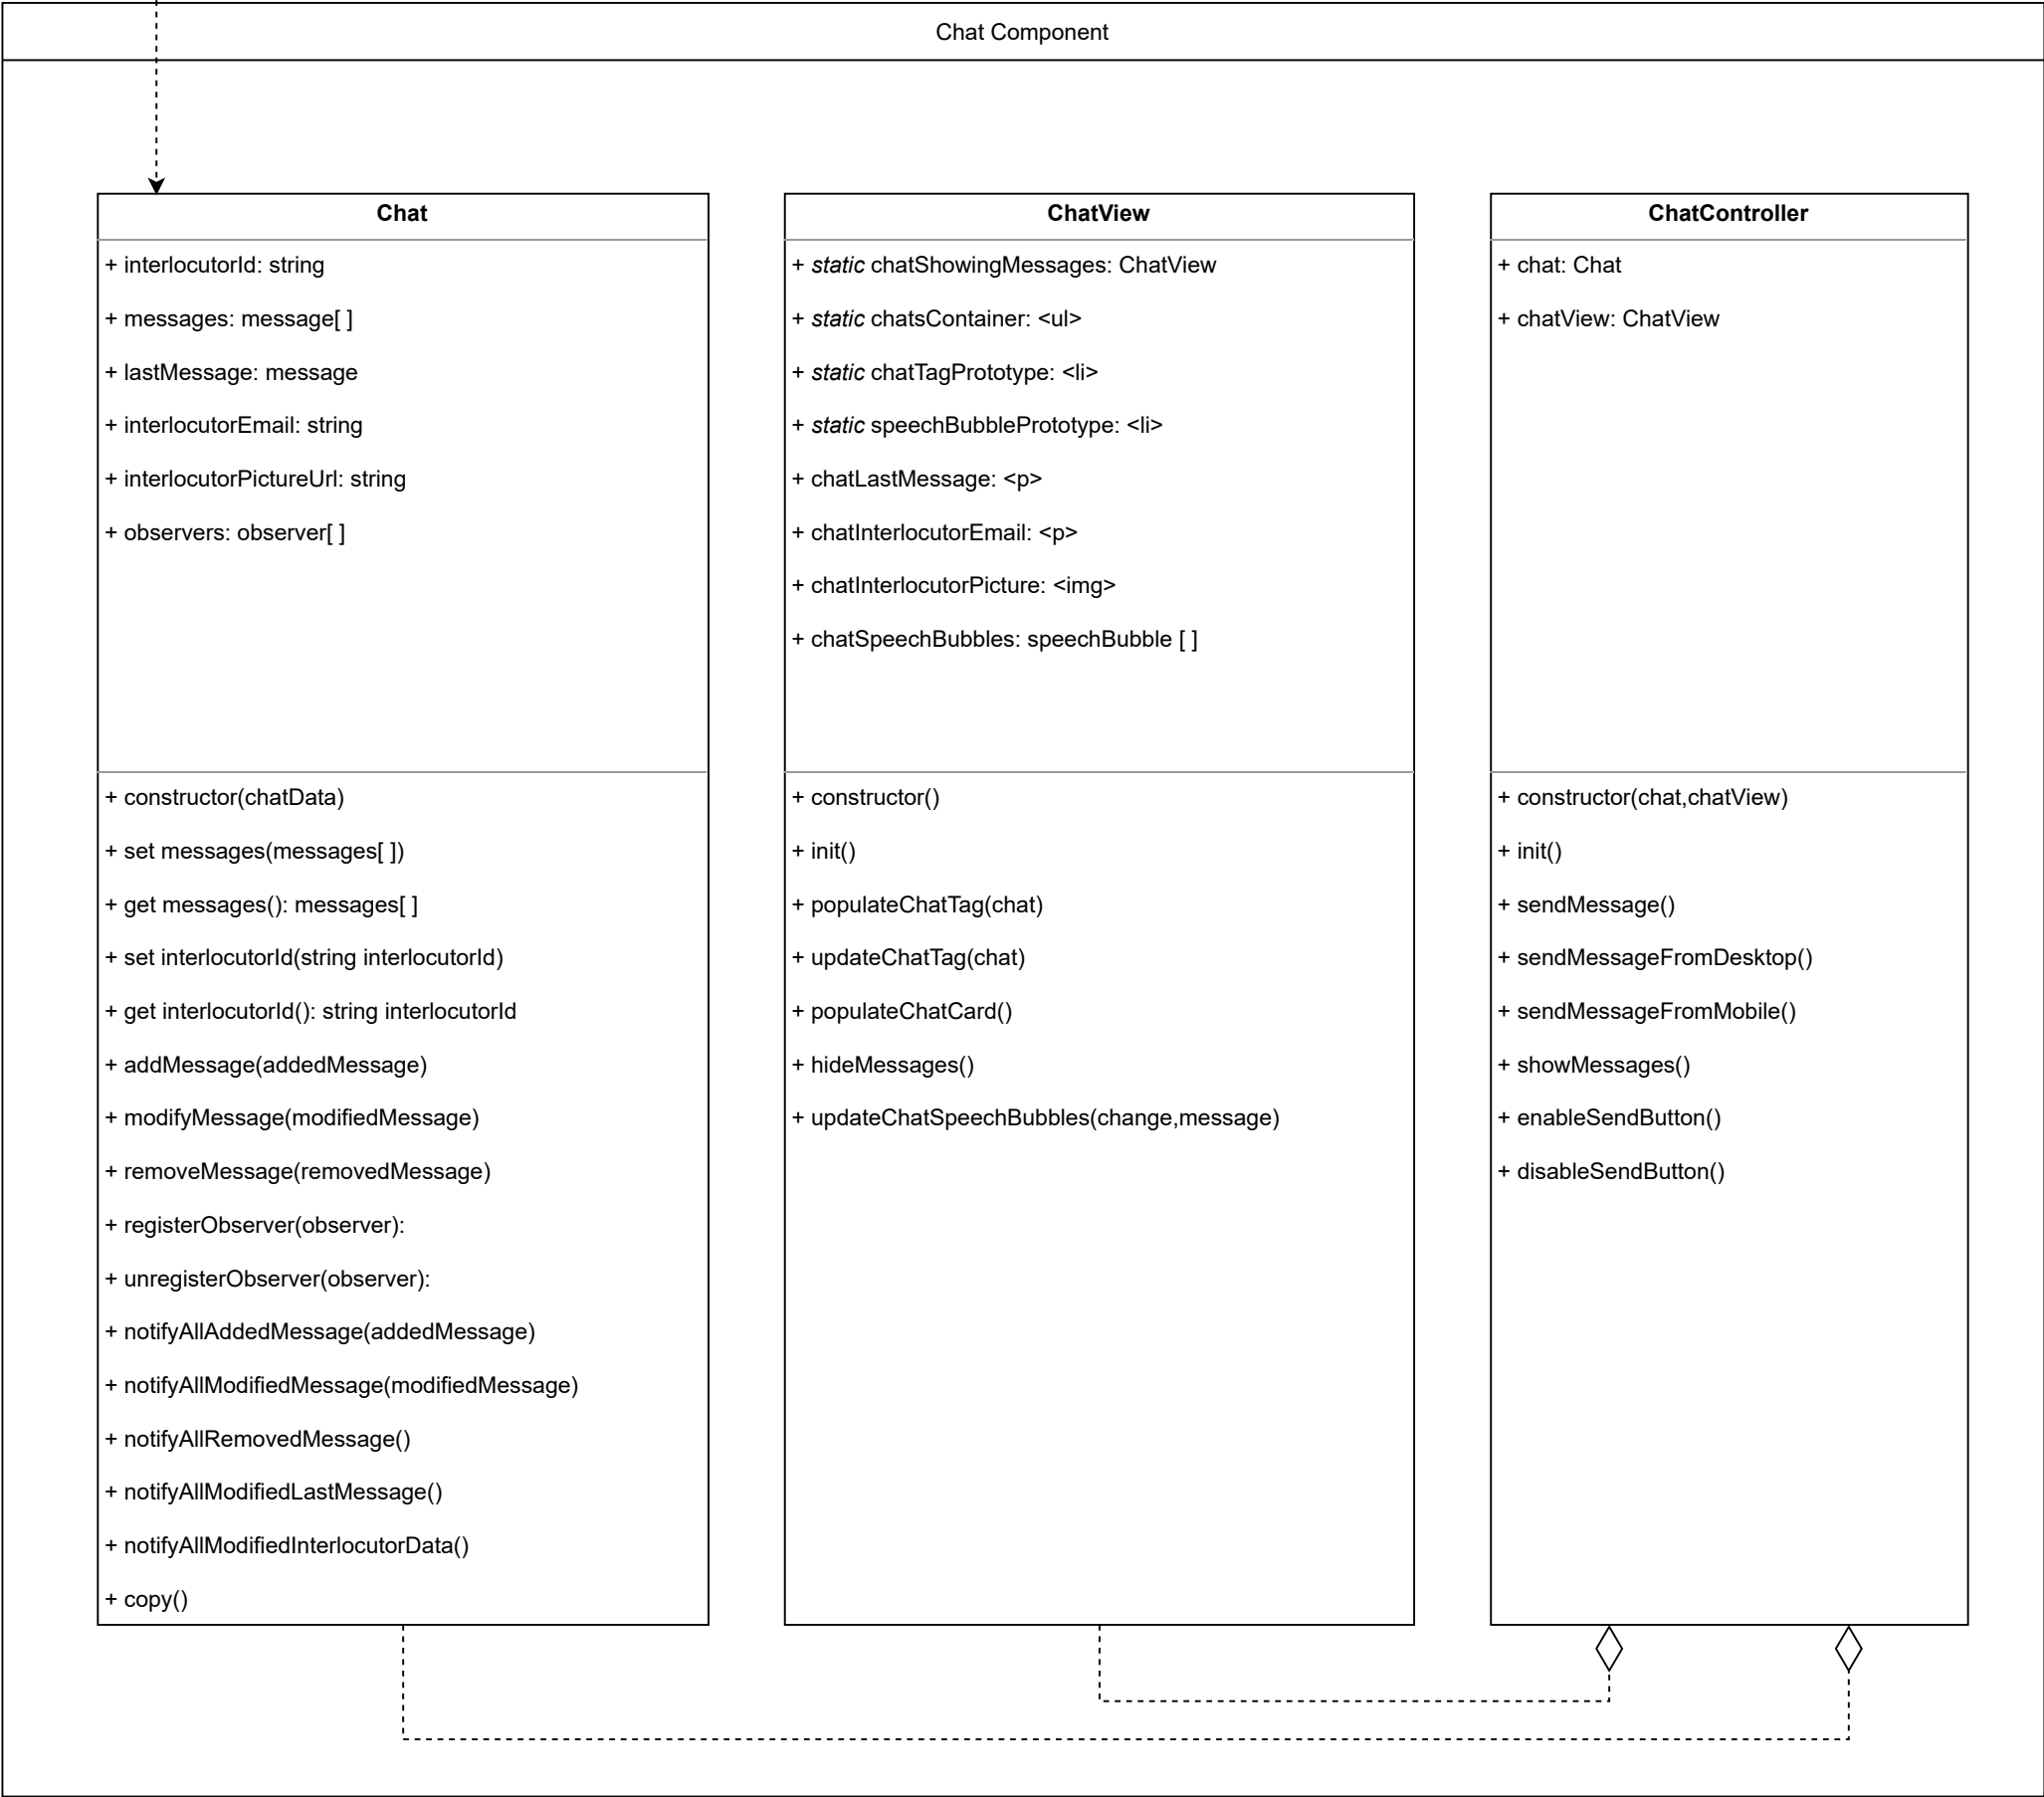 Chat Component
Chat
+ interlocutorId: string
+ messages: message[ ]
+ lastMessage: message
+ interlocutorEmail: string
+ interlocutorPictureUrl: string
+ observers: observer[ ]
+ constructor(chatData)
+ set messages(messages[ ])
+ get messages(): messages[ ]
+ set interlocutorId(string interlocutorId)
+ get interlocutorId(): string interlocutorId
+ addMessage(addedMessage)
+ modifyMessage(modifiedMessage)
+ removeMessage(removedMessage)
+ registerObserver(observer):
+ unregisterObserver(observer):
+ notifyAllAddedMessage(addedMessage)
+ notifyAllModifiedMessage(modifiedMessage)
+ notifyAllRemovedMessage()
+ notifyAllModifiedLastMessage()
+ notifyAllModifiedInterlocutorData()
+ copy()
ChatView
+ static chatShowingMessages: ChatView
+ static chatsContainer: <ul>
+ static chatTagPrototype: <li>
+ static speechBubblePrototype: <li>
+ chatLastMessage: <p>
+ chatInterlocutorEmail: <p>
+ chatInterlocutorPicture: <img>
+ chatSpeechBubbles: speechBubble [ ]
+ constructor()
+ init()
+ populateChatTag(chat)
+ updateChatTag(chat)
+ populateChatCard()
+ hideMessages()
+ updateChatSpeechBubbles(change,message)
ChatController
+ chat: Chat
+ chatView: ChatView
+ constructor(chat,chatView)
+ init()
+ sendMessage()
+ sendMessageFromDesktop()
+ sendMessageFromMobile()
+ showMessages()
+ enableSendButton()
+ disableSendButton()